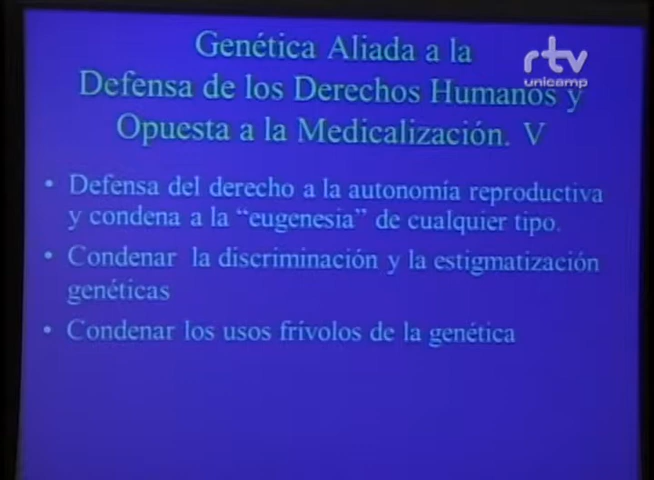 Genética Aliada a la
Defensa de los Derechos Humanos y
Opuesta a la Medicalización. V
• Defensa del derecho a la autonomía reproductiva
y condena a la “eugenesia” de cualquier tipo.
• Condenar la discriminación y la estigmatización
genéticas
• Condenar los usos frívolos de la genética
rtv
unicamp